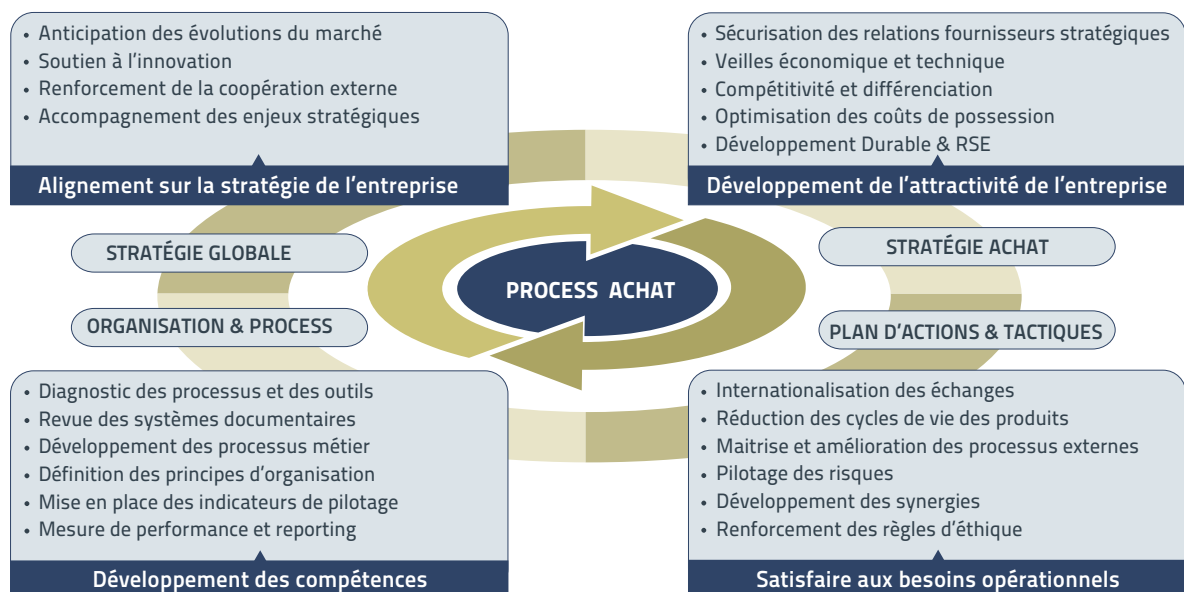 • Anticipation des évolutions du marché
• Soutien à l'innovation
• Renforcement de la coopération externe
• Accompagnement des enjeux stratégiques
Alignement sur la stratégie de l'entreprise
• Sécurisation des relations fournisseurs stratégiques
• Veilles économique et technique
• Compétitivité et différenciation
• Optimisation des coûts de possession
• Développement Durable & RSE
Développement de l'attractivité de l'entreprise
STRATÉGIE GLOBALE
STRATÉGIE ACHAT
PROCESS ACHAT
ORGANISATION & PROCESS
PLAN D'ACTIONS & TACTIQUES
• Diagnostic des processus et des outils
• Revue des systèmes documentaires
• Développement des processus métier
• Définition des principes d'organisation
• Mise en place des indicateurs de pilotage
• Mesure de performance et reporting
Développement des compétences
• Internationalisation des échanges
• Réduction des cycles de vie des produits
• Maitrise et amélioration des processus externes
• Pilotage des risques
• Développement des synergies
• Renforcement des règles d'éthique
Satisfaire aux besoins opérationnels